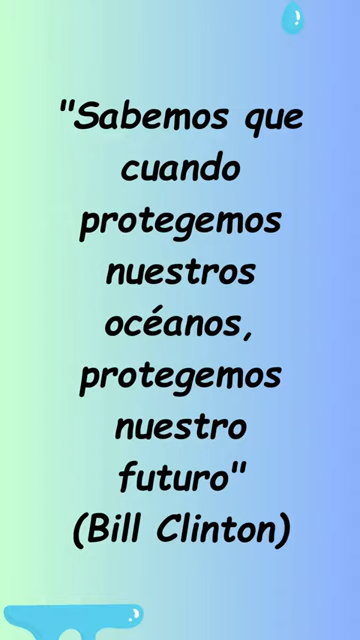 "Sabemos que
cuando
protegemos
nuestros
océanos,
protegemos
nuestro
futuro"
(Bill Clinton)